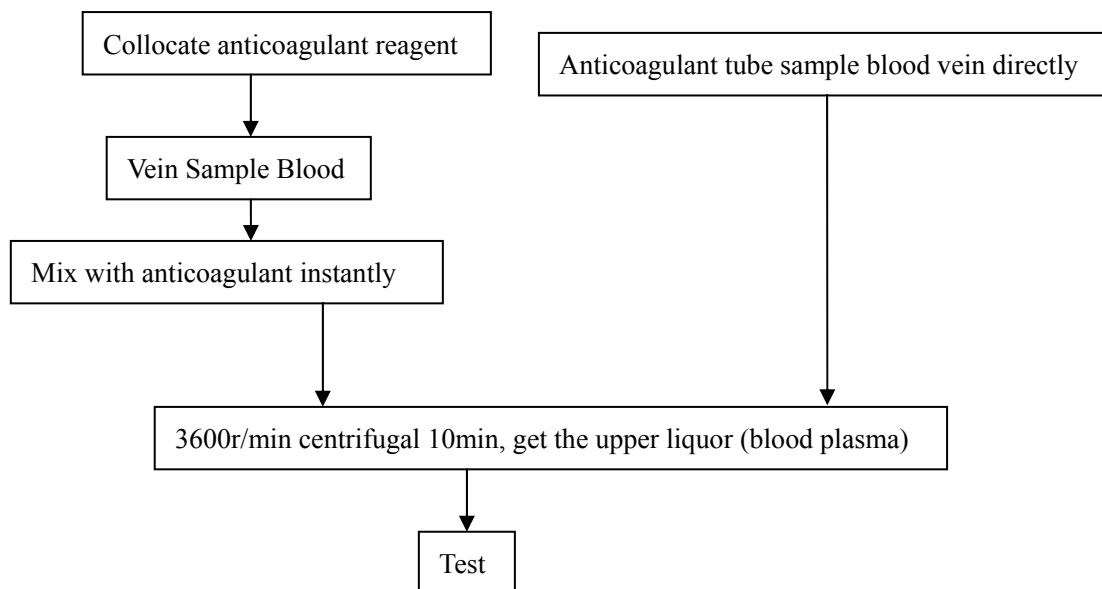 Collocate anticoagulant reagent
Anticoagulant tube sample blood vein directly
Vein Sample Blood
Mix with anticoagulant instantly
3600r/min centrifugal 10min, get the upper liquor (blood plasma)
Test